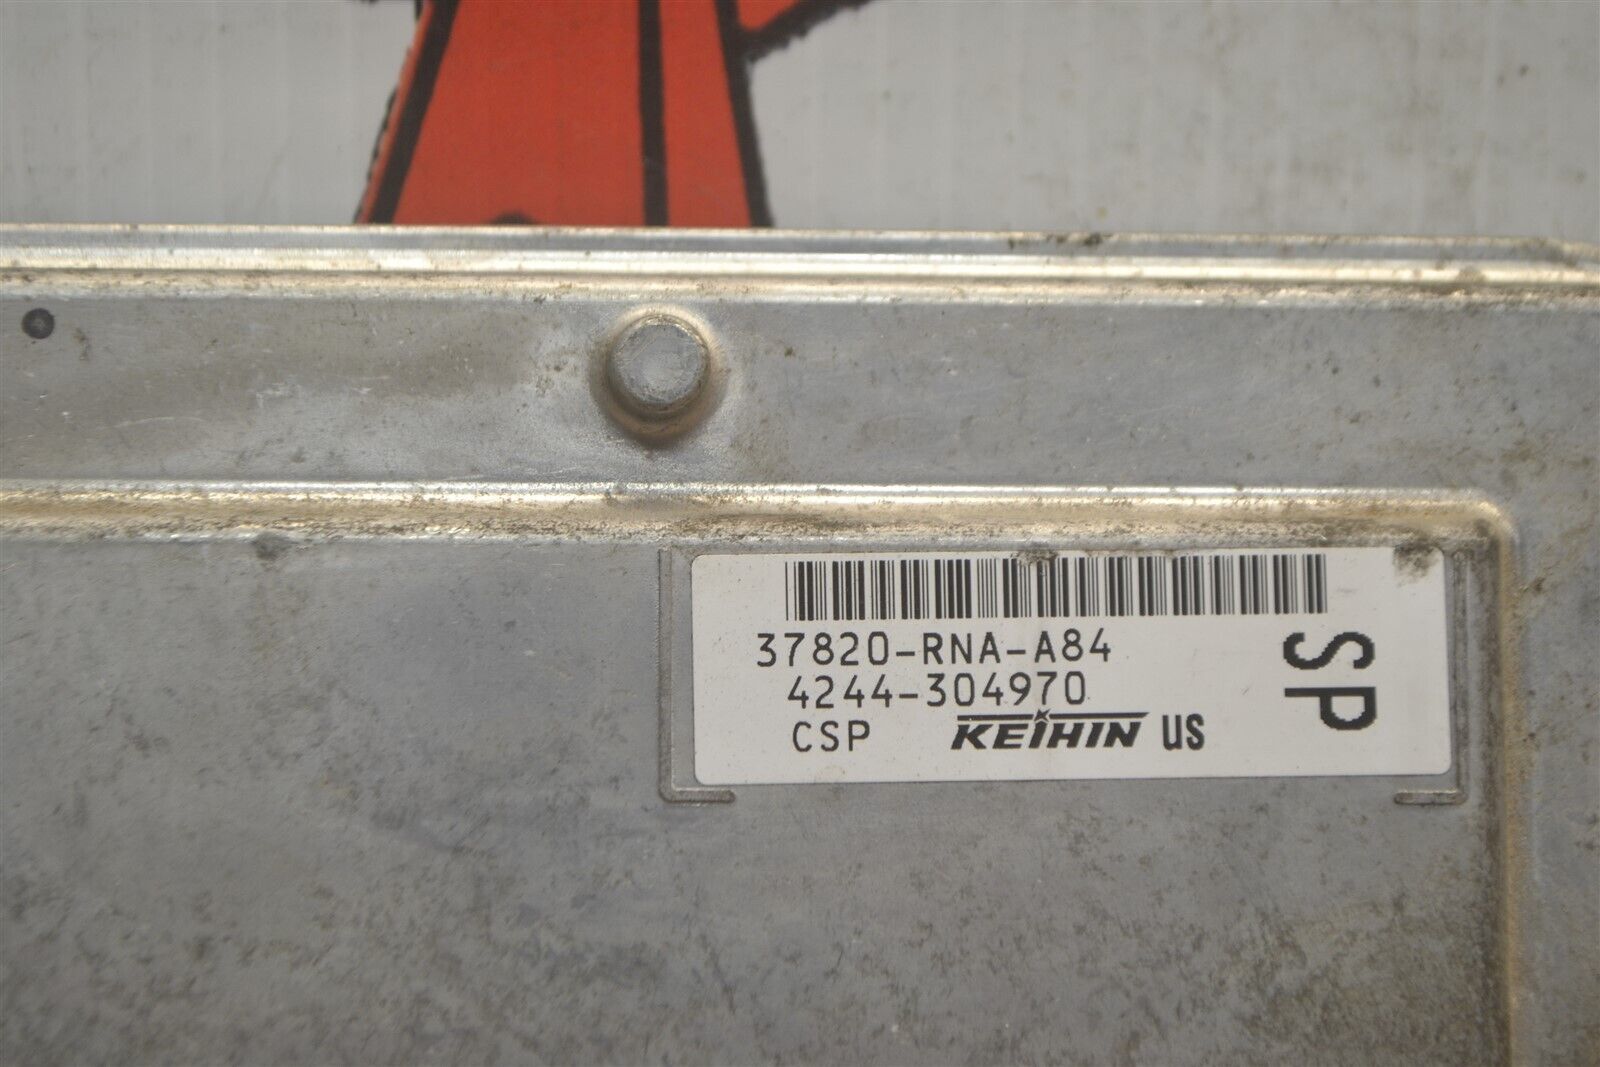 37820-RNA-A84
4244-304970
CSP KEIHIN US
SP